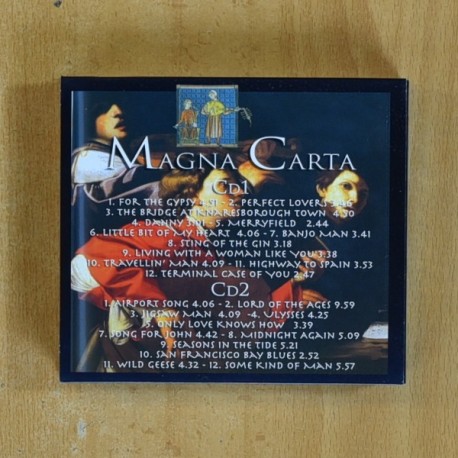 Magna Carta
CD1
1. For the Gypsy 4.31 - 2. Perfect Lovers 3.46
3. The Bridge at Knaresborough Town 4.30
4. Danny 3.01 - 5. Merryfield 2.44
6. Little Bit of My Heart 4.06 - 7. Banjo Man 3.41
8. Sting of the Gin 3.18
9. Living with a Woman Like You 3.38
10. Travellin' Man 4.09 - 11. Highway to Spain 3.53
12. Terminal Case of You 2.47
CD2
1. Airport Song 4.06 - 2. Lord of the Ages 9.59
3. Jigsaw Man 4.09 -4. Ulysses 4.25
5. Only Love Knows How 3.39
7. Song for John 4.42 - 8. Midnight Again 5.09
9. Seasons in the Tide 5.21
10. San Francisco Bay Blues 2.52
11. Wild Geese 4.32 - 12. Some Kind of Man 5.57